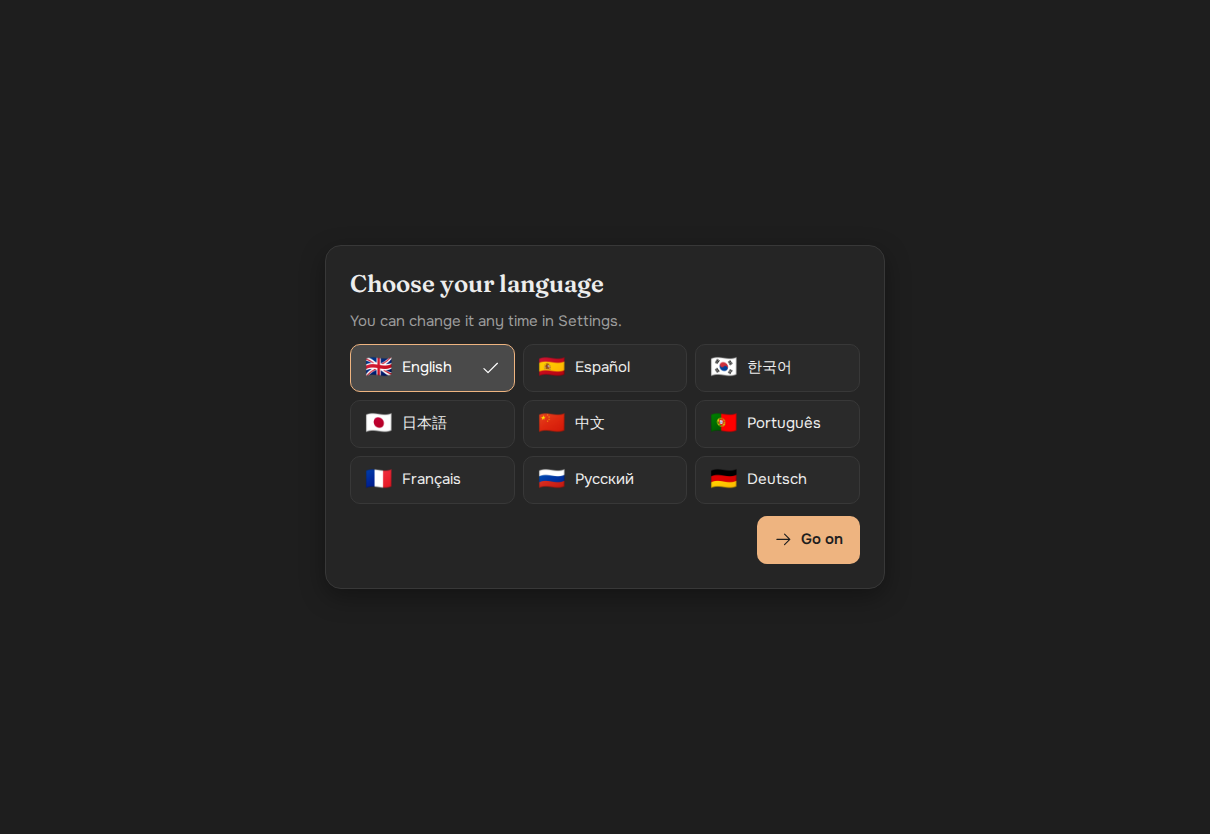 Choose your language
You can change it any time in Settings.
English
Español
한국어
日本語
中文
Português
Français
Русский
Deutsch
Go on